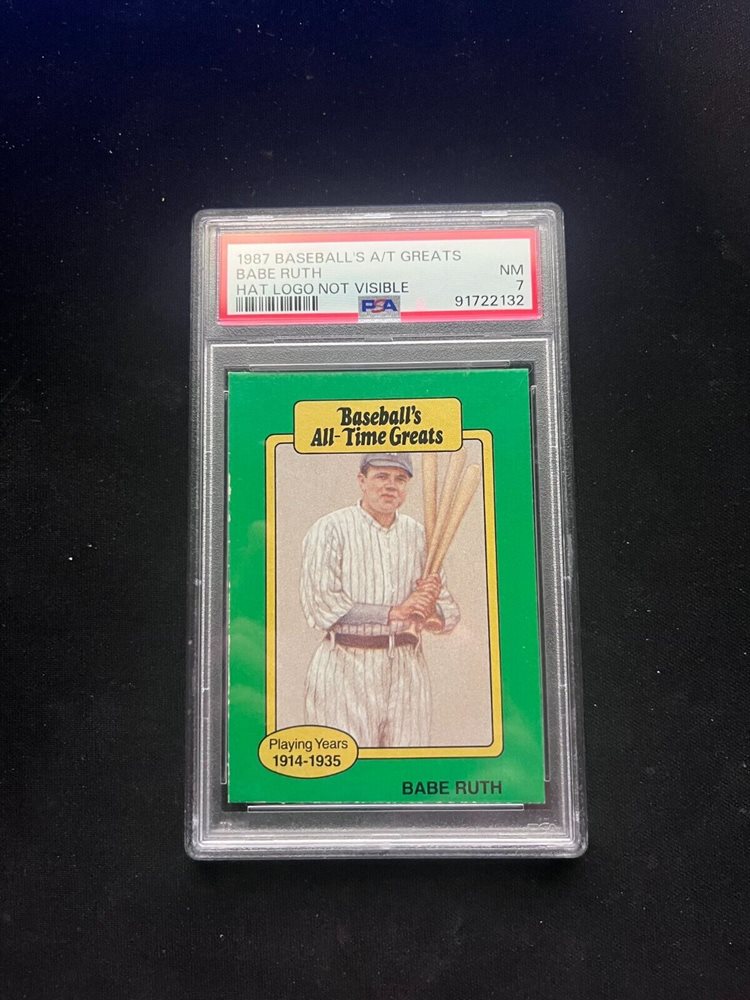 1987 BASEBALL'S A/T GREATS
BABE RUTH NM
HAT LOGO NOT VISIBLE 7
PSA 91722132
Baseball's
All-Time Greats
Playing Years
1914-1935
BABE RUTH